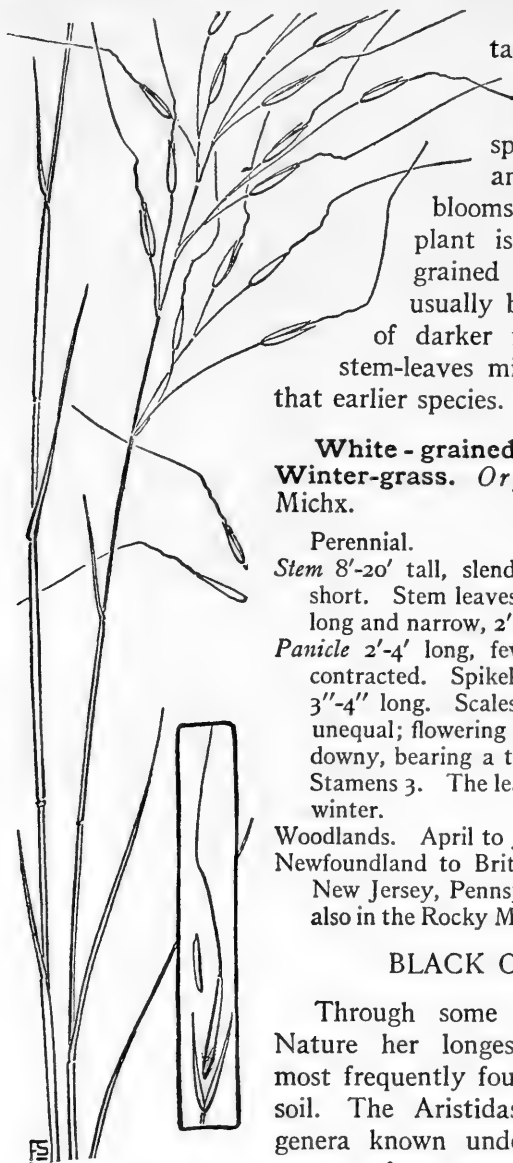 ta
sp
an
blooms
plant is
grained
usually b
of darker
stem-leaves mi
that earlier species.
White-grained
Winter-grass. Ory
Michx.
Perennial.
Stem 8'-20' tall, slend
short. Stem leaves
long and narrow, 2'
Panicle 2'-4' long, few
contracted. Spikel
3"-4" long. Scales
unequal; flowering
downy, bearing a t
Stamens 3. The lea
winter.
Woodlands. April to
Newfoundland to Brit
New Jersey, Pennsy
also in the Rocky M
BLACK O
Through some
Nature her longes
most frequently fou
soil. The Aristidas
genera known unde